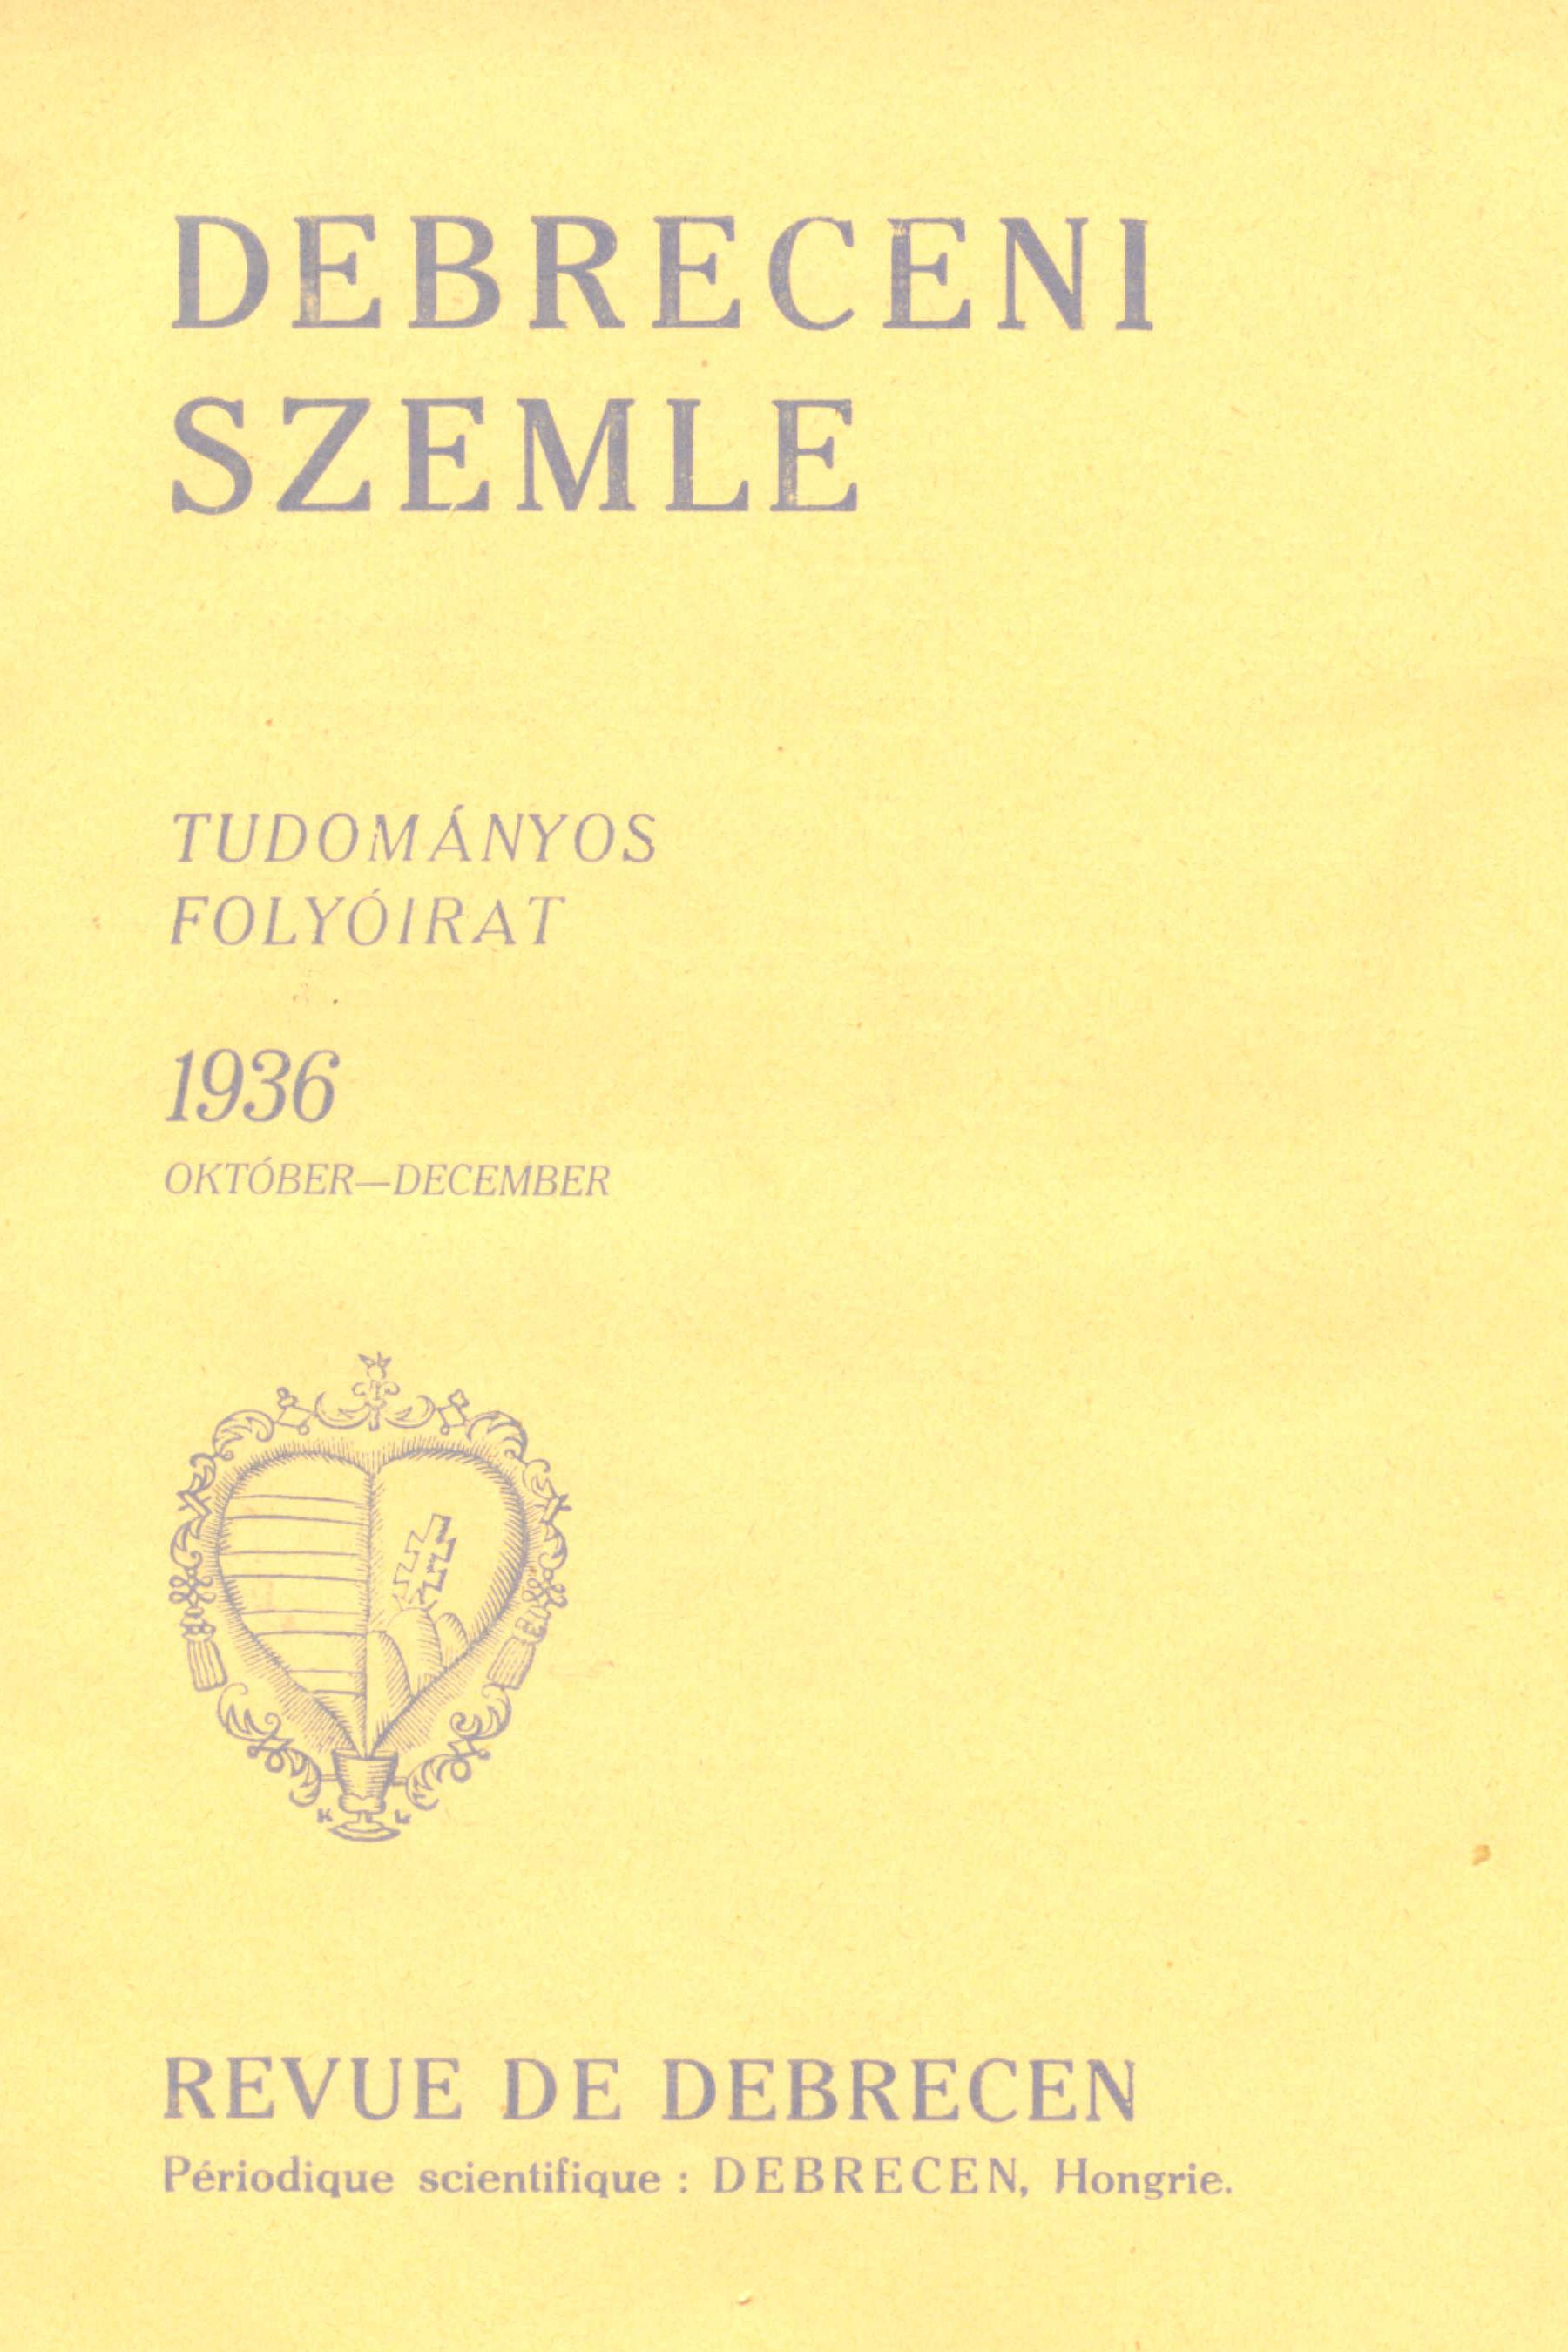 DEBRECENI
SZEMLE
TUDOMÁNYOS
FOLYÓIRAT
1936
OKTÓBER—DECEMBER
K L
REVUE DE DEBRECEN
Périodique scientifique : DEBRECEN, Hongrie.